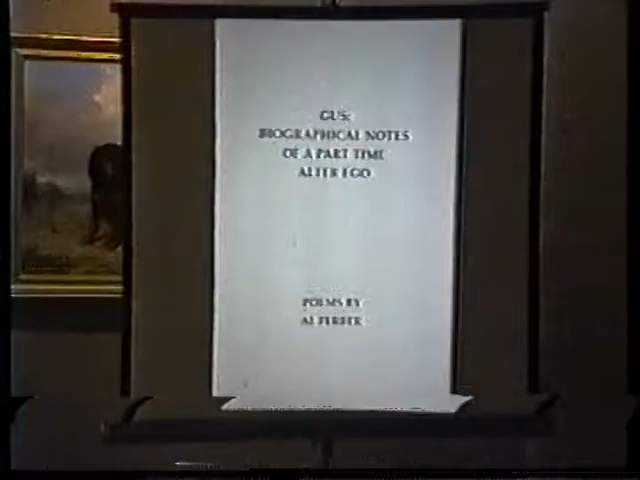 GUS:
BIOGRAPHICAL NOTES
OF A PART TIME
ALTER EGO
POEMS BY
AL FERBER